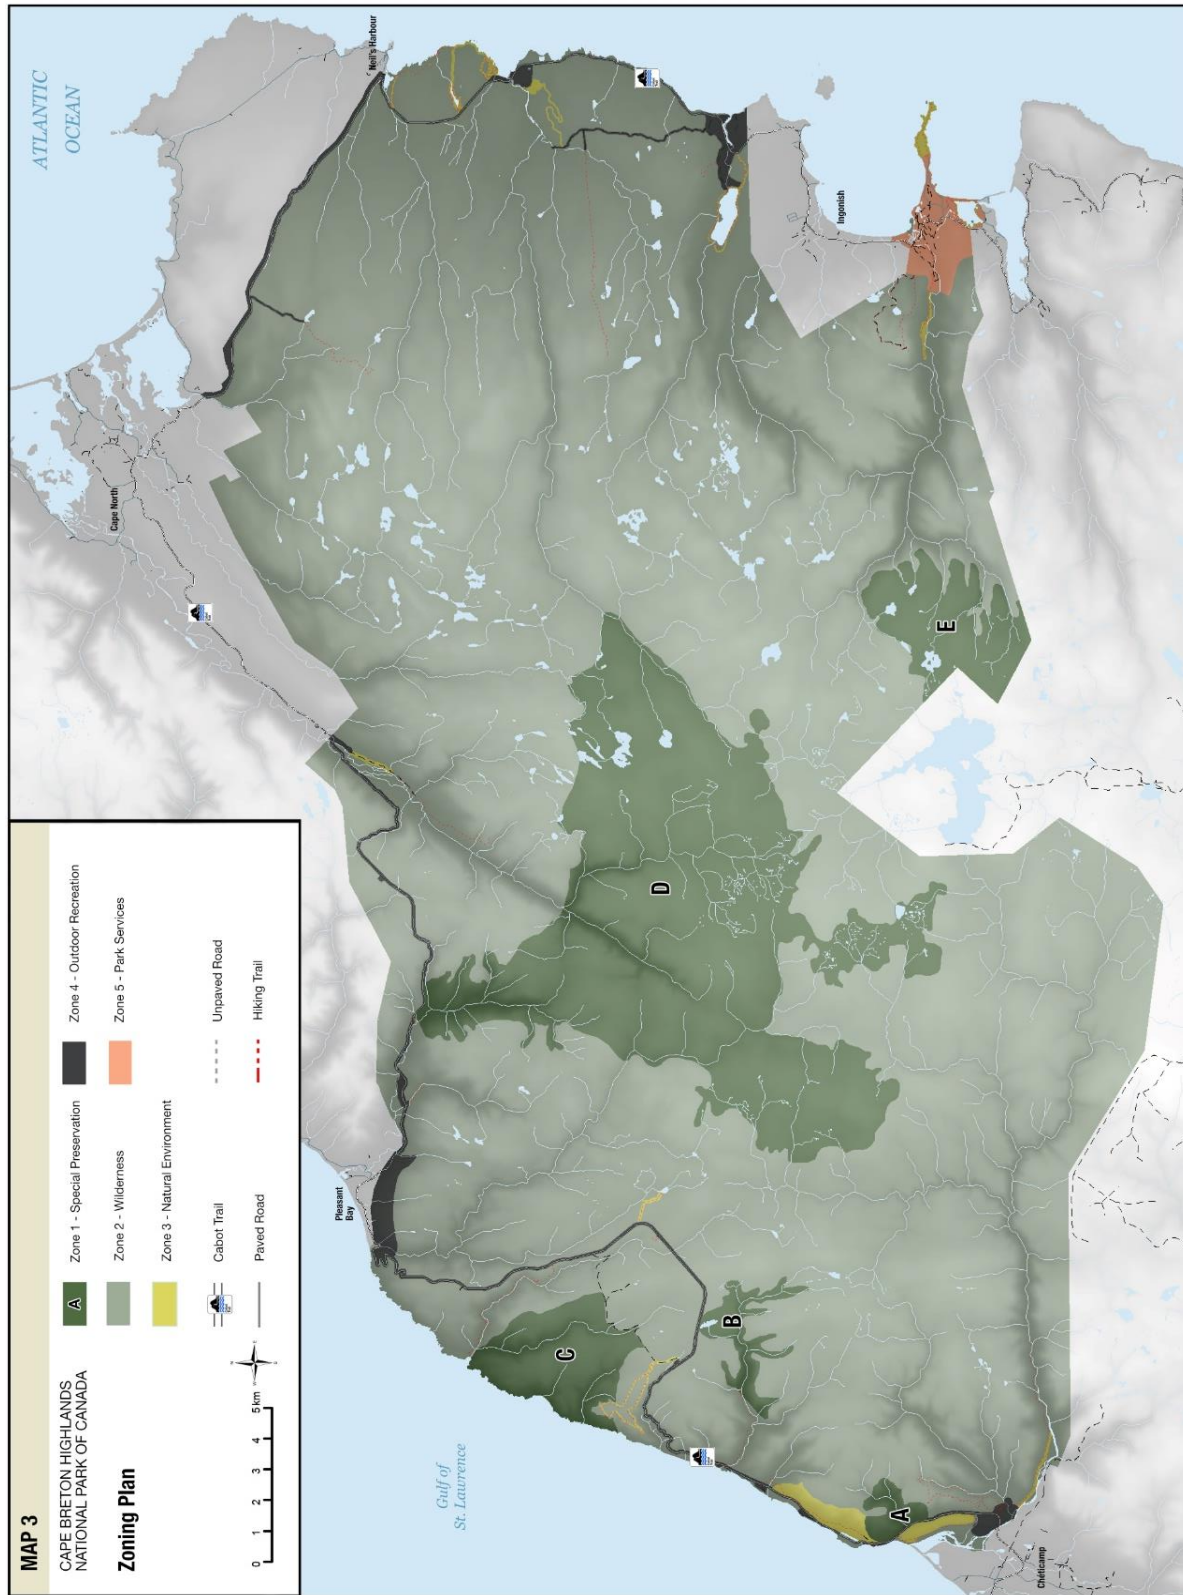 MAP 3
CAPE BRETON HIGHLANDS
NATIONAL PARK OF CANADA
Zoning Plan
0 1 2 3 4 5 km
A
Zone 1 - Special Preservation
Zone 2 - Wilderness
Zone 3 - Natural Environment
Zone 4 - Outdoor Recreation
Zone 5 - Park Services
Cabot Trail
Paved Road
Unpaved Road
Hiking Trail
Gulf of
St. Lawrence
Pleasant
Bay
Cape North
ATLANTIC
OCEAN
Neil's Harbour
Ingonish
Chéticamp
A
B
C
D
E